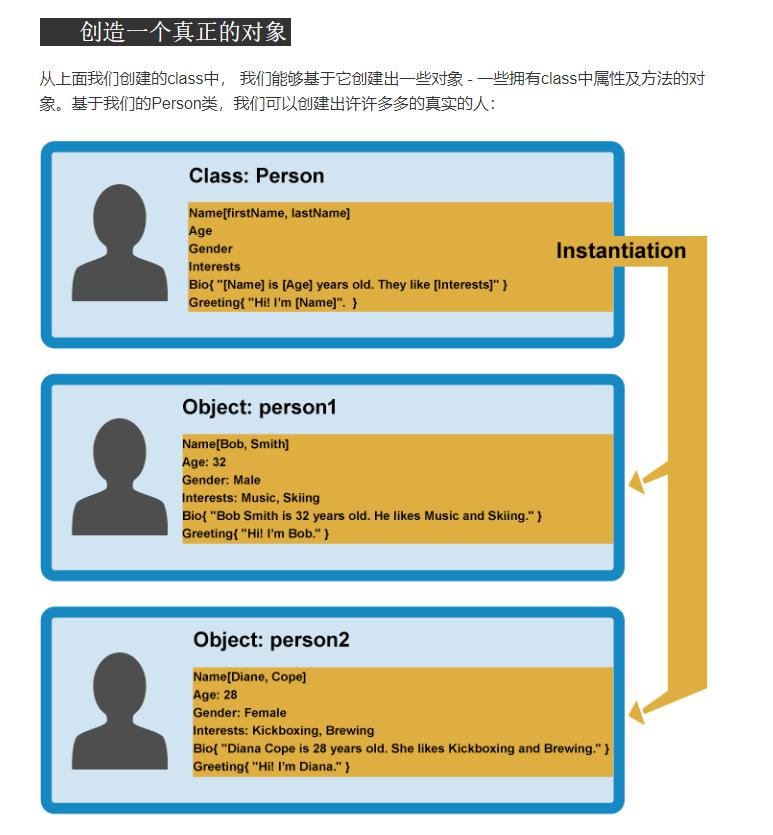 创造一个真正的对象
从上面我们创建的class中， 我们能够基于它创建出一些对象 - 一些拥有class中属性及方法的对
象。基于我们的Person类，我们可以创建出许许多多的真实的人：
Class: Person
Name[firstName, lastName]
Age
Gender
Interests
Bio{ "[Name] is [Age] years old. They like [Interests]" }
Greeting{ "Hi! I'm [Name]". }
Instantiation
Object: person1
Name[Bob, Smith]
Age: 32
Gender: Male
Interests: Music, Skiing
Bio{ "Bob Smith is 32 years old. He likes Music and Skiing." }
Greeting{ "Hi! I'm Bob." }
Object: person2
Name[Diane, Cope]
Age: 28
Gender: Female
Interests: Kickboxing, Brewing
Bio{ "Diana Cope is 28 years old. She likes Kickboxing and Brewing." }
Greeting{ "Hi! I'm Diana." }